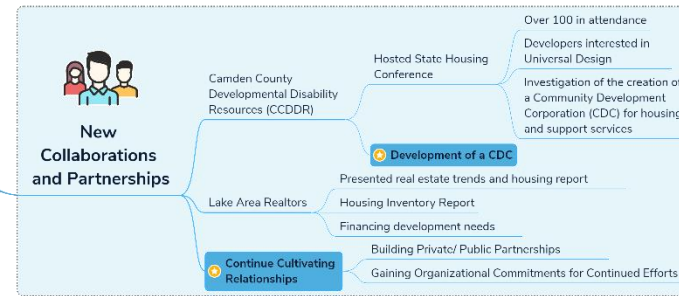 New
Collaborations
and Partnerships
Camden County
Developmental Disability
Resources (CCDDR)
Hosted State Housing
Conference
Over 100 in attendance
Developers interested in
Universal Design
Investigation of the creation of
a Community Development
Corporation (CDC) for housing
and support services
Development of a CDC
Lake Area Realtors
Presented real estate trends and housing report
Housing Inventory Report
Financing development needs
Continue Cultivating
Relationships
Building Private/ Public Partnerships
Gaining Organizational Commitments for Continued Efforts